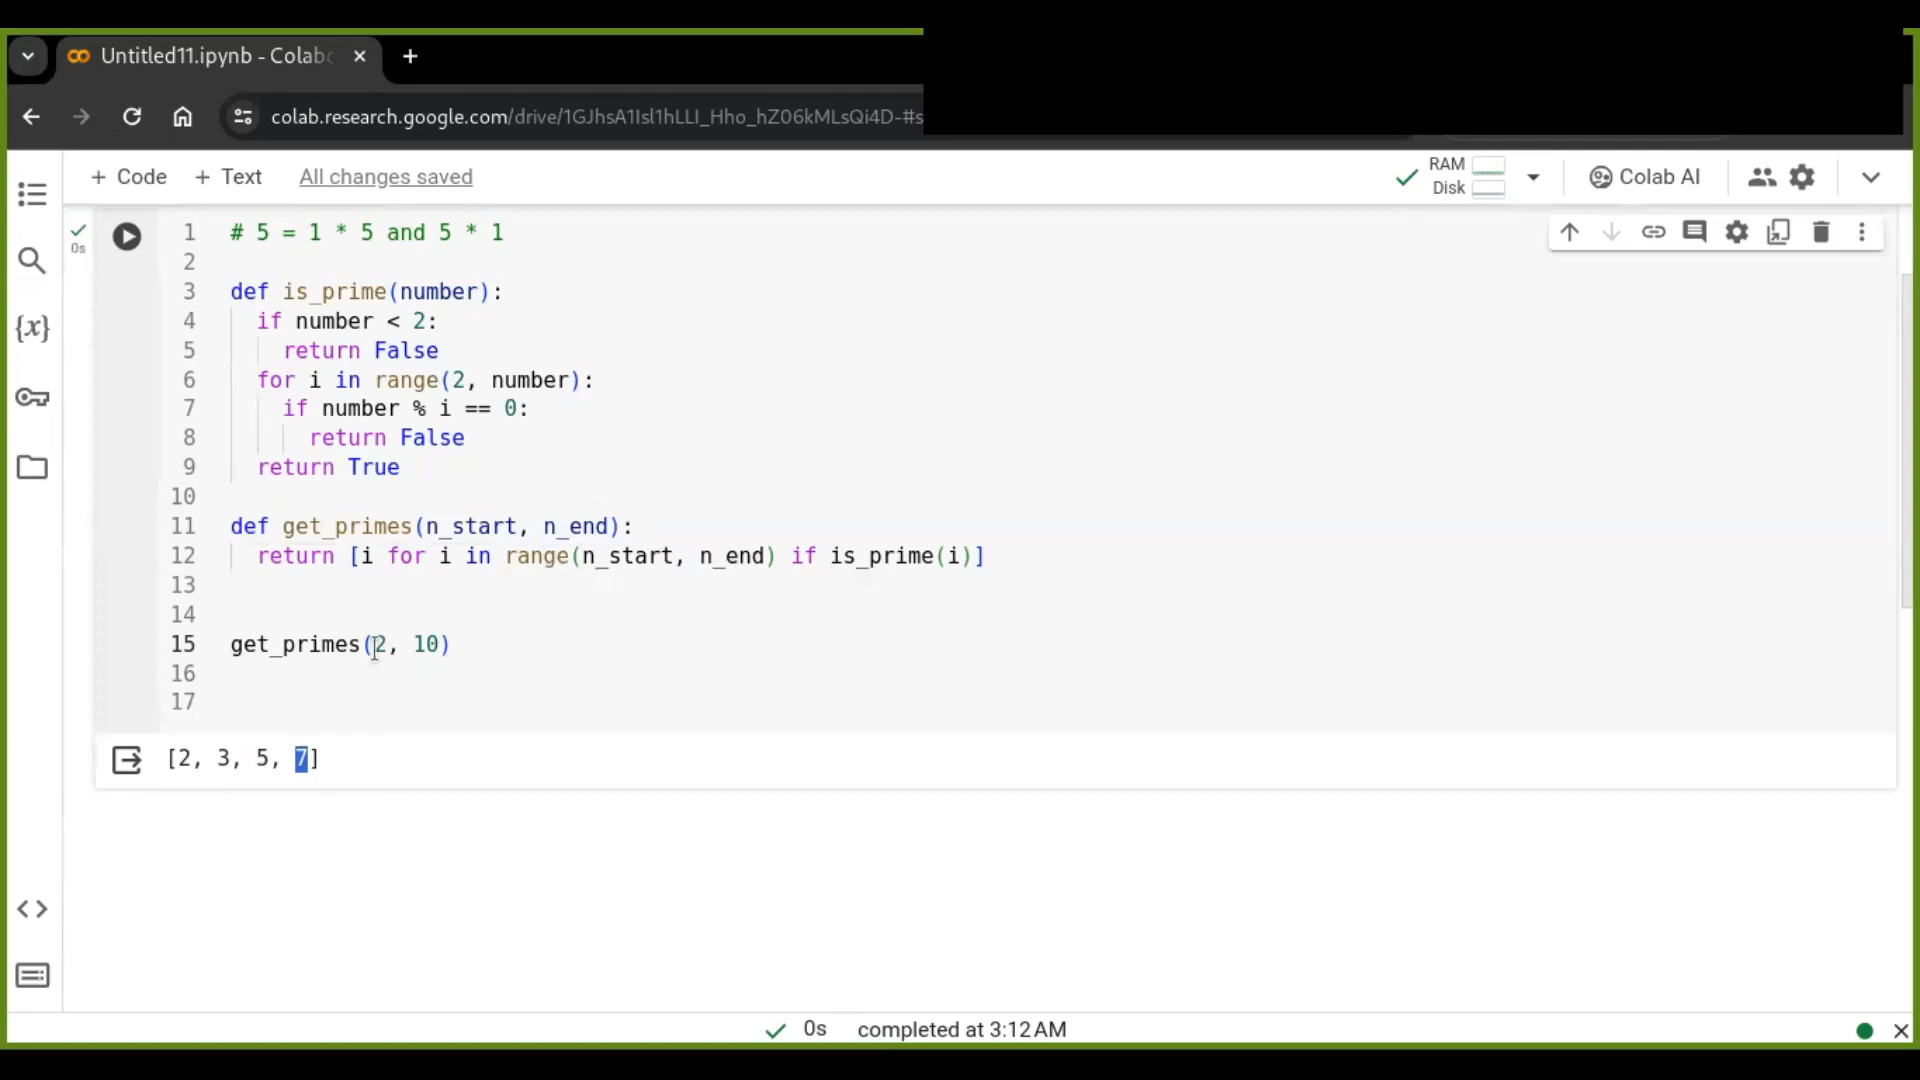 Untitled11.ipynb - Colab
colab.research.google.com/drive/1GJhsA1Isl1hLLI_Hho_hZ06kMLsQi4D-#s
+ Code + Text All changes saved
RAM
Disk
Colab AI
0s
1 # 5 = 1 * 5 and 5 * 1
2
3 def is_prime(number):
4 if number < 2:
5 return False
6 for i in range(2, number):
7 if number % i == 0:
8 return False
9 return True
10
11 def get_primes(n_start, n_end):
12 return [i for i in range(n_start, n_end) if is_prime(i)]
13
14
15 get_primes(2, 10)
16
17
[2, 3, 5, 7]
0s completed at 3:12 AM